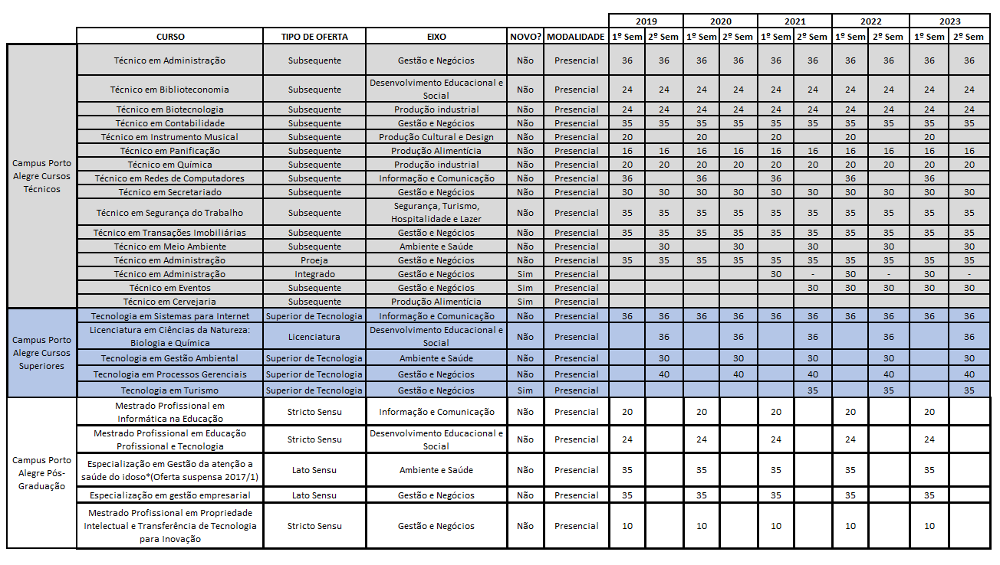 2019 2020 2021 2022 2023
CURSO TIPO DE OFERTA EIXO NOVO? MODALIDADE 1º Sem 2º Sem 1º Sem 2º Sem 1º Sem 2º Sem 1º Sem 2º Sem 1º Sem 2º Sem
Campus Porto
Alegre Cursos
Técnicos
Técnico em Administração Subsequente Gestão e Negócios Não Presencial 36 36 36 36 36 36 36 36 36 36
Técnico em Biblioteconomia Subsequente Desenvolvimento Educacional e
Social Não Presencial 24 24 24 24 24 24 24 24 24 24
Técnico em Biotecnologia Subsequente Produção industrial Não Presencial 24 24 24 24 24 24 24 24 24 24
Técnico em Contabilidade Subsequente Gestão e Negócios Não Presencial 35 35 35 35 35 35 35 35 35 35
Técnico em Instrumento Musical Subsequente Produção Cultural e Design Não Presencial 20 20 20 20 20
Técnico em Panificação Subsequente Produção Alimentícia Não Presencial 16 16 16 16 16 16 16 16 16 16
Técnico em Química Subsequente Produção industrial Não Presencial 20 20 20 20 20 20 20 20 20 20
Técnico em Redes de Computadores Subsequente Informação e Comunicação Não Presencial 36 36 36 36 36
Técnico em Secretariado Subsequente Gestão e Negócios Não Presencial 30 30 30 30 30 30 30 30 30 30
Técnico em Segurança do Trabalho Subsequente Segurança, Turismo,
Hospitalidade e Lazer Não Presencial 35 35 35 35 35 35 35 35 35 35
Técnico em Transações Imobiliárias Subsequente Gestão e Negócios Não Presencial 35 35 35 35 35 35 35 35 35 35
Técnico em Meio Ambiente Subsequente Ambiente e Saúde Não Presencial 30 30 30 30 30
Técnico em Administração Proeja Gestão e Negócios Não Presencial 35 35 35 35 35 35 35 35 35 35
Técnico em Administração Integrado Gestão e Negócios Sim Presencial 30 - 30 - 30 -
Técnico em Eventos Subsequente Gestão e Negócios Sim Presencial 30 30 30 30 30
Técnico em Cervejaria Subsequente Produção Alimentícia Sim Presencial
Campus Porto
Alegre Cursos
Superiores
Tecnologia em Sistemas para Internet Superior de Tecnologia Informação e Comunicação Não Presencial 36 36 36 36 36 36 36 36 36 36
Licenciatura em Ciências da Natureza:
Biologia e Química Licenciatura Desenvolvimento Educacional e
Social Não Presencial 36 36 36 36 36
Tecnologia em Gestão Ambiental Superior de Tecnologia Ambiente e Saúde Não Presencial 30 30 30 30 30
Tecnologia em Processos Gerenciais Superior de Tecnologia Gestão e Negócios Não Presencial 40 40 40 40 40
Tecnologia em Turismo Superior de Tecnologia Gestão e Negócios Sim Presencial 35 35 35
Campus Porto
Alegre Pós-
Graduação
Mestrado Profissional em
Informática na Educação Stricto Sensu Informação e Comunicação Não Presencial 20 20 20 20 20
Mestrado Profissional em Educação
Profissional e Tecnologia Stricto Sensu Desenvolvimento Educacional e
Social Não Presencial 24 24 24 24 24
Especialização em Gestão da atenção a
saúde do idoso*(Oferta suspensa 2017/1) Lato Sensu Ambiente e Saúde Não Presencial 35 35 35 35 35
Especialização em gestão empresarial Lato Sensu Gestão e Negócios Não Presencial 35 35 35 35 35
Mestrado Profissional em Propriedade
Intelectual e Transferência de Tecnologia
para Inovação Stricto Sensu Gestão e Negócios Não Presencial 10 10 10 10 10